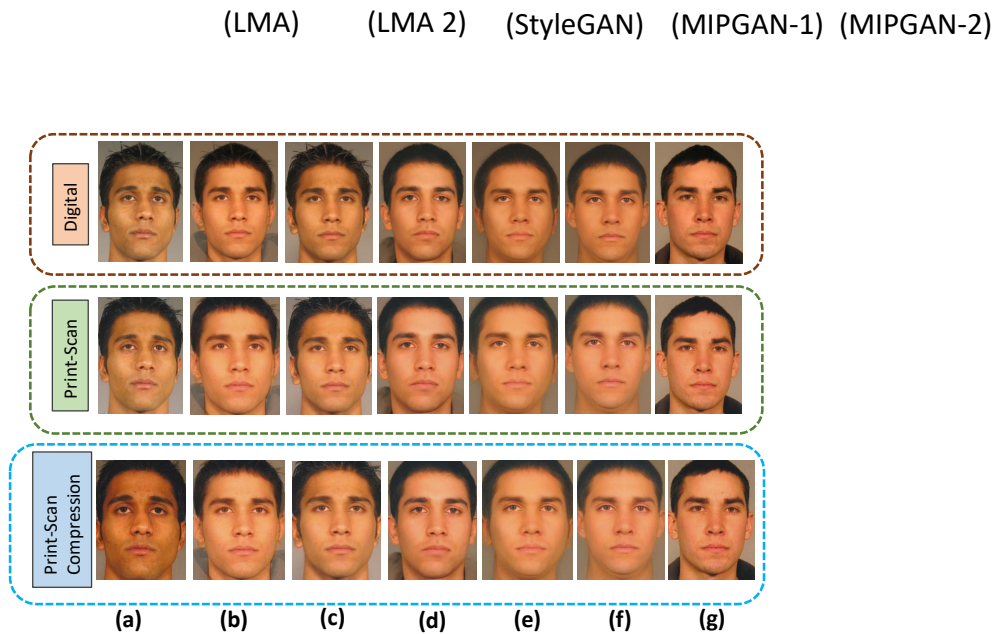 (LMA) (LMA 2) (StyleGAN) (MIPGAN-1) (MIPGAN-2)
Digital
Print-Scan
Print-Scan
Compression
(a) (b) (c) (d) (e) (f) (g)